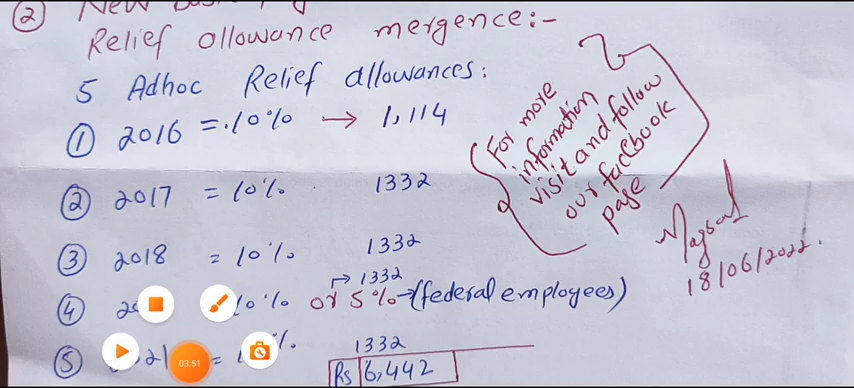 ② New
Relief allowance mergence:-
5 Adhoc Relief allowances:
① 2016 = 10% → 1,114
② 2017 = 10% 1332
③ 2018 = 10% 1332
↱ 1332
④ 10% or 5% → (federal employees)
⑤ 21 = % 1332
Rs 6,442
For more
information
visit and follow
our facebook
page
18/06/2022.
03:51